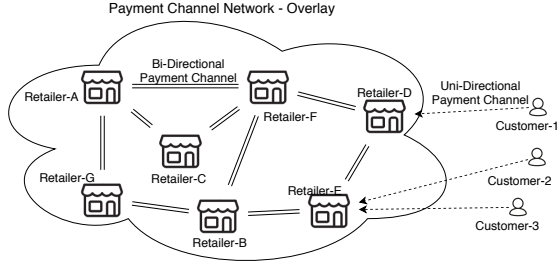 Payment Channel Network - Overlay
Bi-Directional
Payment Channel
Retailer-A
Retailer-F
Retailer-D
Uni-Directional
Payment Channel
Customer-1
Retailer-C
Retailer-G
Retailer-E
Customer-2
Retailer-B
Customer-3